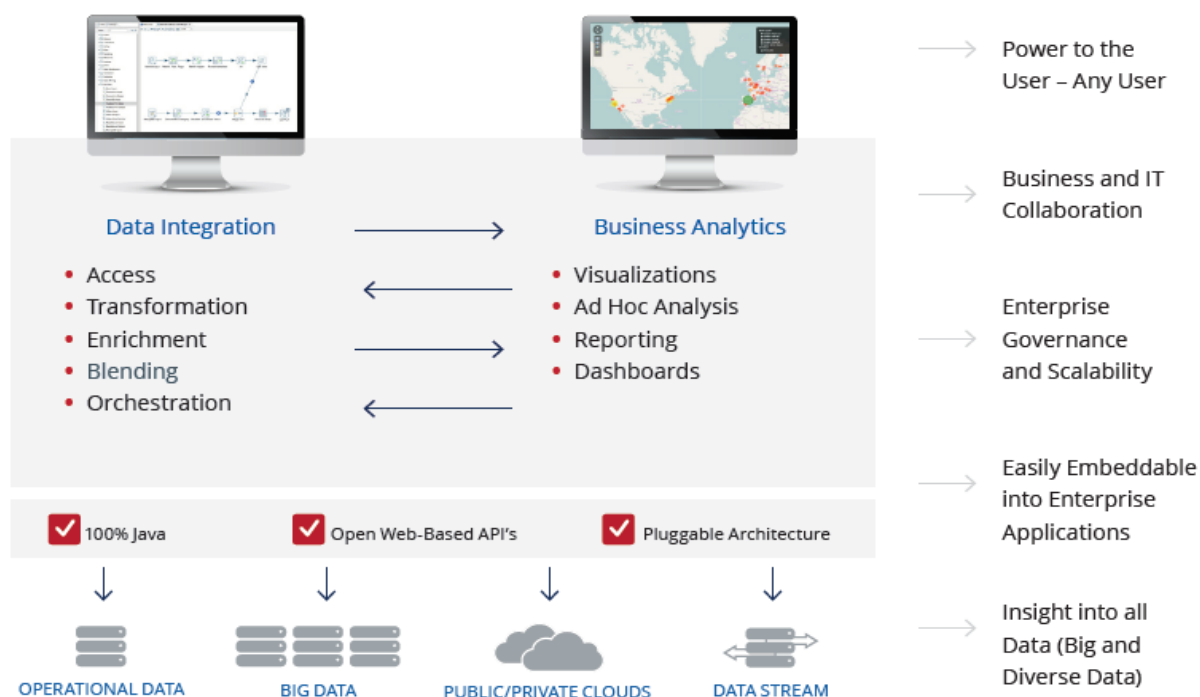 Data Integration
Access
Transformation
Enrichment
Blending
Orchestration
Business Analytics
Visualizations
Ad Hoc Analysis
Reporting
Dashboards
100% Java
Open Web-Based API's
Pluggable Architecture
OPERATIONAL DATA
BIG DATA
PUBLIC/PRIVATE CLOUDS
DATA STREAM
Power to the
User – Any User
Business and IT
Collaboration
Enterprise
Governance
and Scalability
Easily Embeddable
into Enterprise
Applications
Insight into all
Data (Big and
Diverse Data)